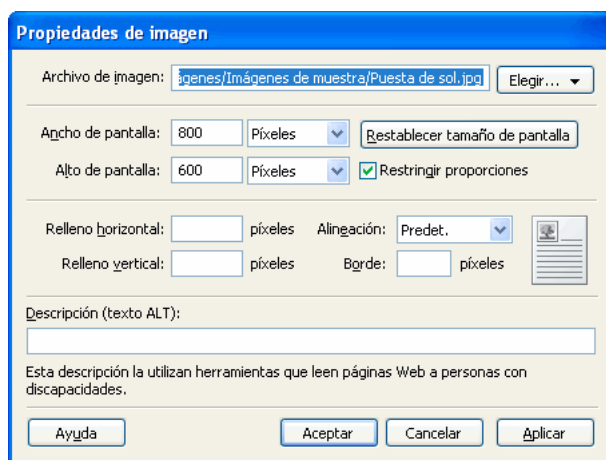 Propiedades de imagen
Archivo de imagen: ágenes/Imágenes de muestra/Puesta de sol.jpg Elegir...
Ancho de pantalla: 800 Píxeles Restablecer tamaño de pantalla
Alto de pantalla: 600 Píxeles Restringir proporciones
Relleno horizontal: píxeles Alineación: Predet.
Relleno vertical: píxeles Borde: píxeles
Descripción (texto ALT):
Esta descripción la utilizan herramientas que leen páginas Web a personas con
discapacidades.
Ayuda Aceptar Cancelar Aplicar